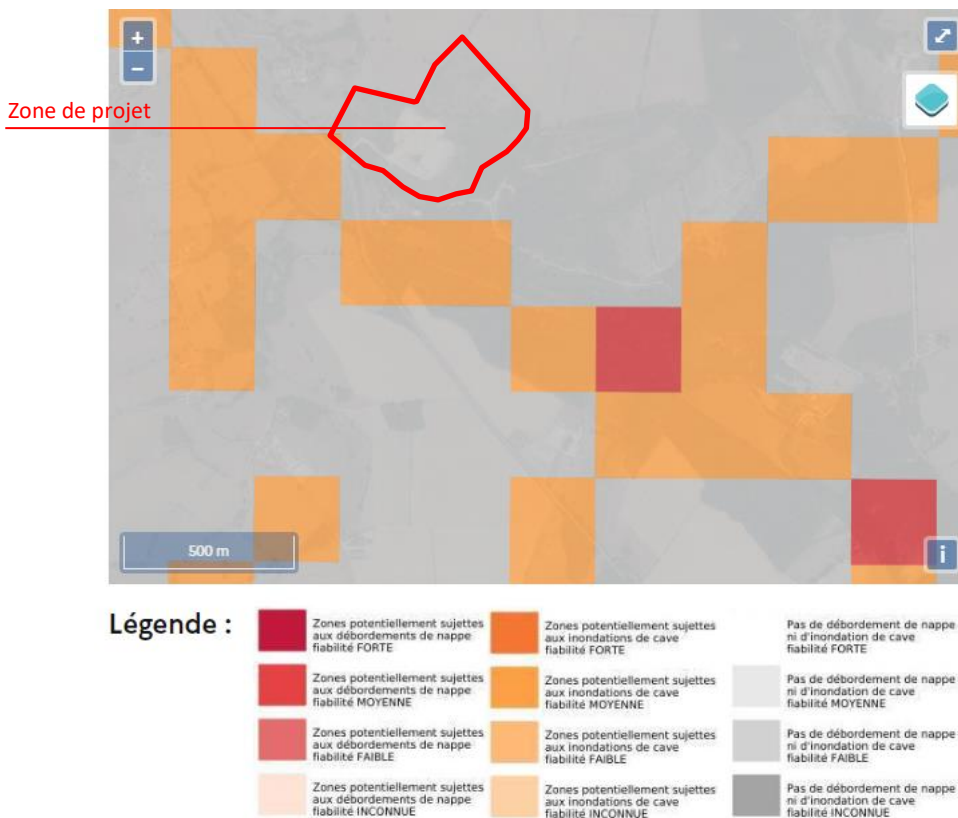 +
−
Zone de projet
500 m
i
Légende :
Zones potentiellement sujettes
aux débordements de nappe
fiabilité FORTE
Zones potentiellement sujettes
aux inondations de cave
fiabilité FORTE
Pas de débordement de nappe
ni d'inondation de cave
fiabilité FORTE
Zones potentiellement sujettes
aux débordements de nappe
fiabilité MOYENNE
Zones potentiellement sujettes
aux inondations de cave
fiabilité MOYENNE
Pas de débordement de nappe
ni d'inondation de cave
fiabilité MOYENNE
Zones potentiellement sujettes
aux débordements de nappe
fiabilité FAIBLE
Zones potentiellement sujettes
aux inondations de cave
fiabilité FAIBLE
Pas de débordement de nappe
ni d'inondation de cave
fiabilité FAIBLE
Zones potentiellement sujettes
aux débordements de nappe
fiabilité INCONNUE
Zones potentiellement sujettes
aux inondations de cave
fiabilité INCONNUE
Pas de débordement de nappe
ni d'inondation de cave
fiabilité INCONNUE